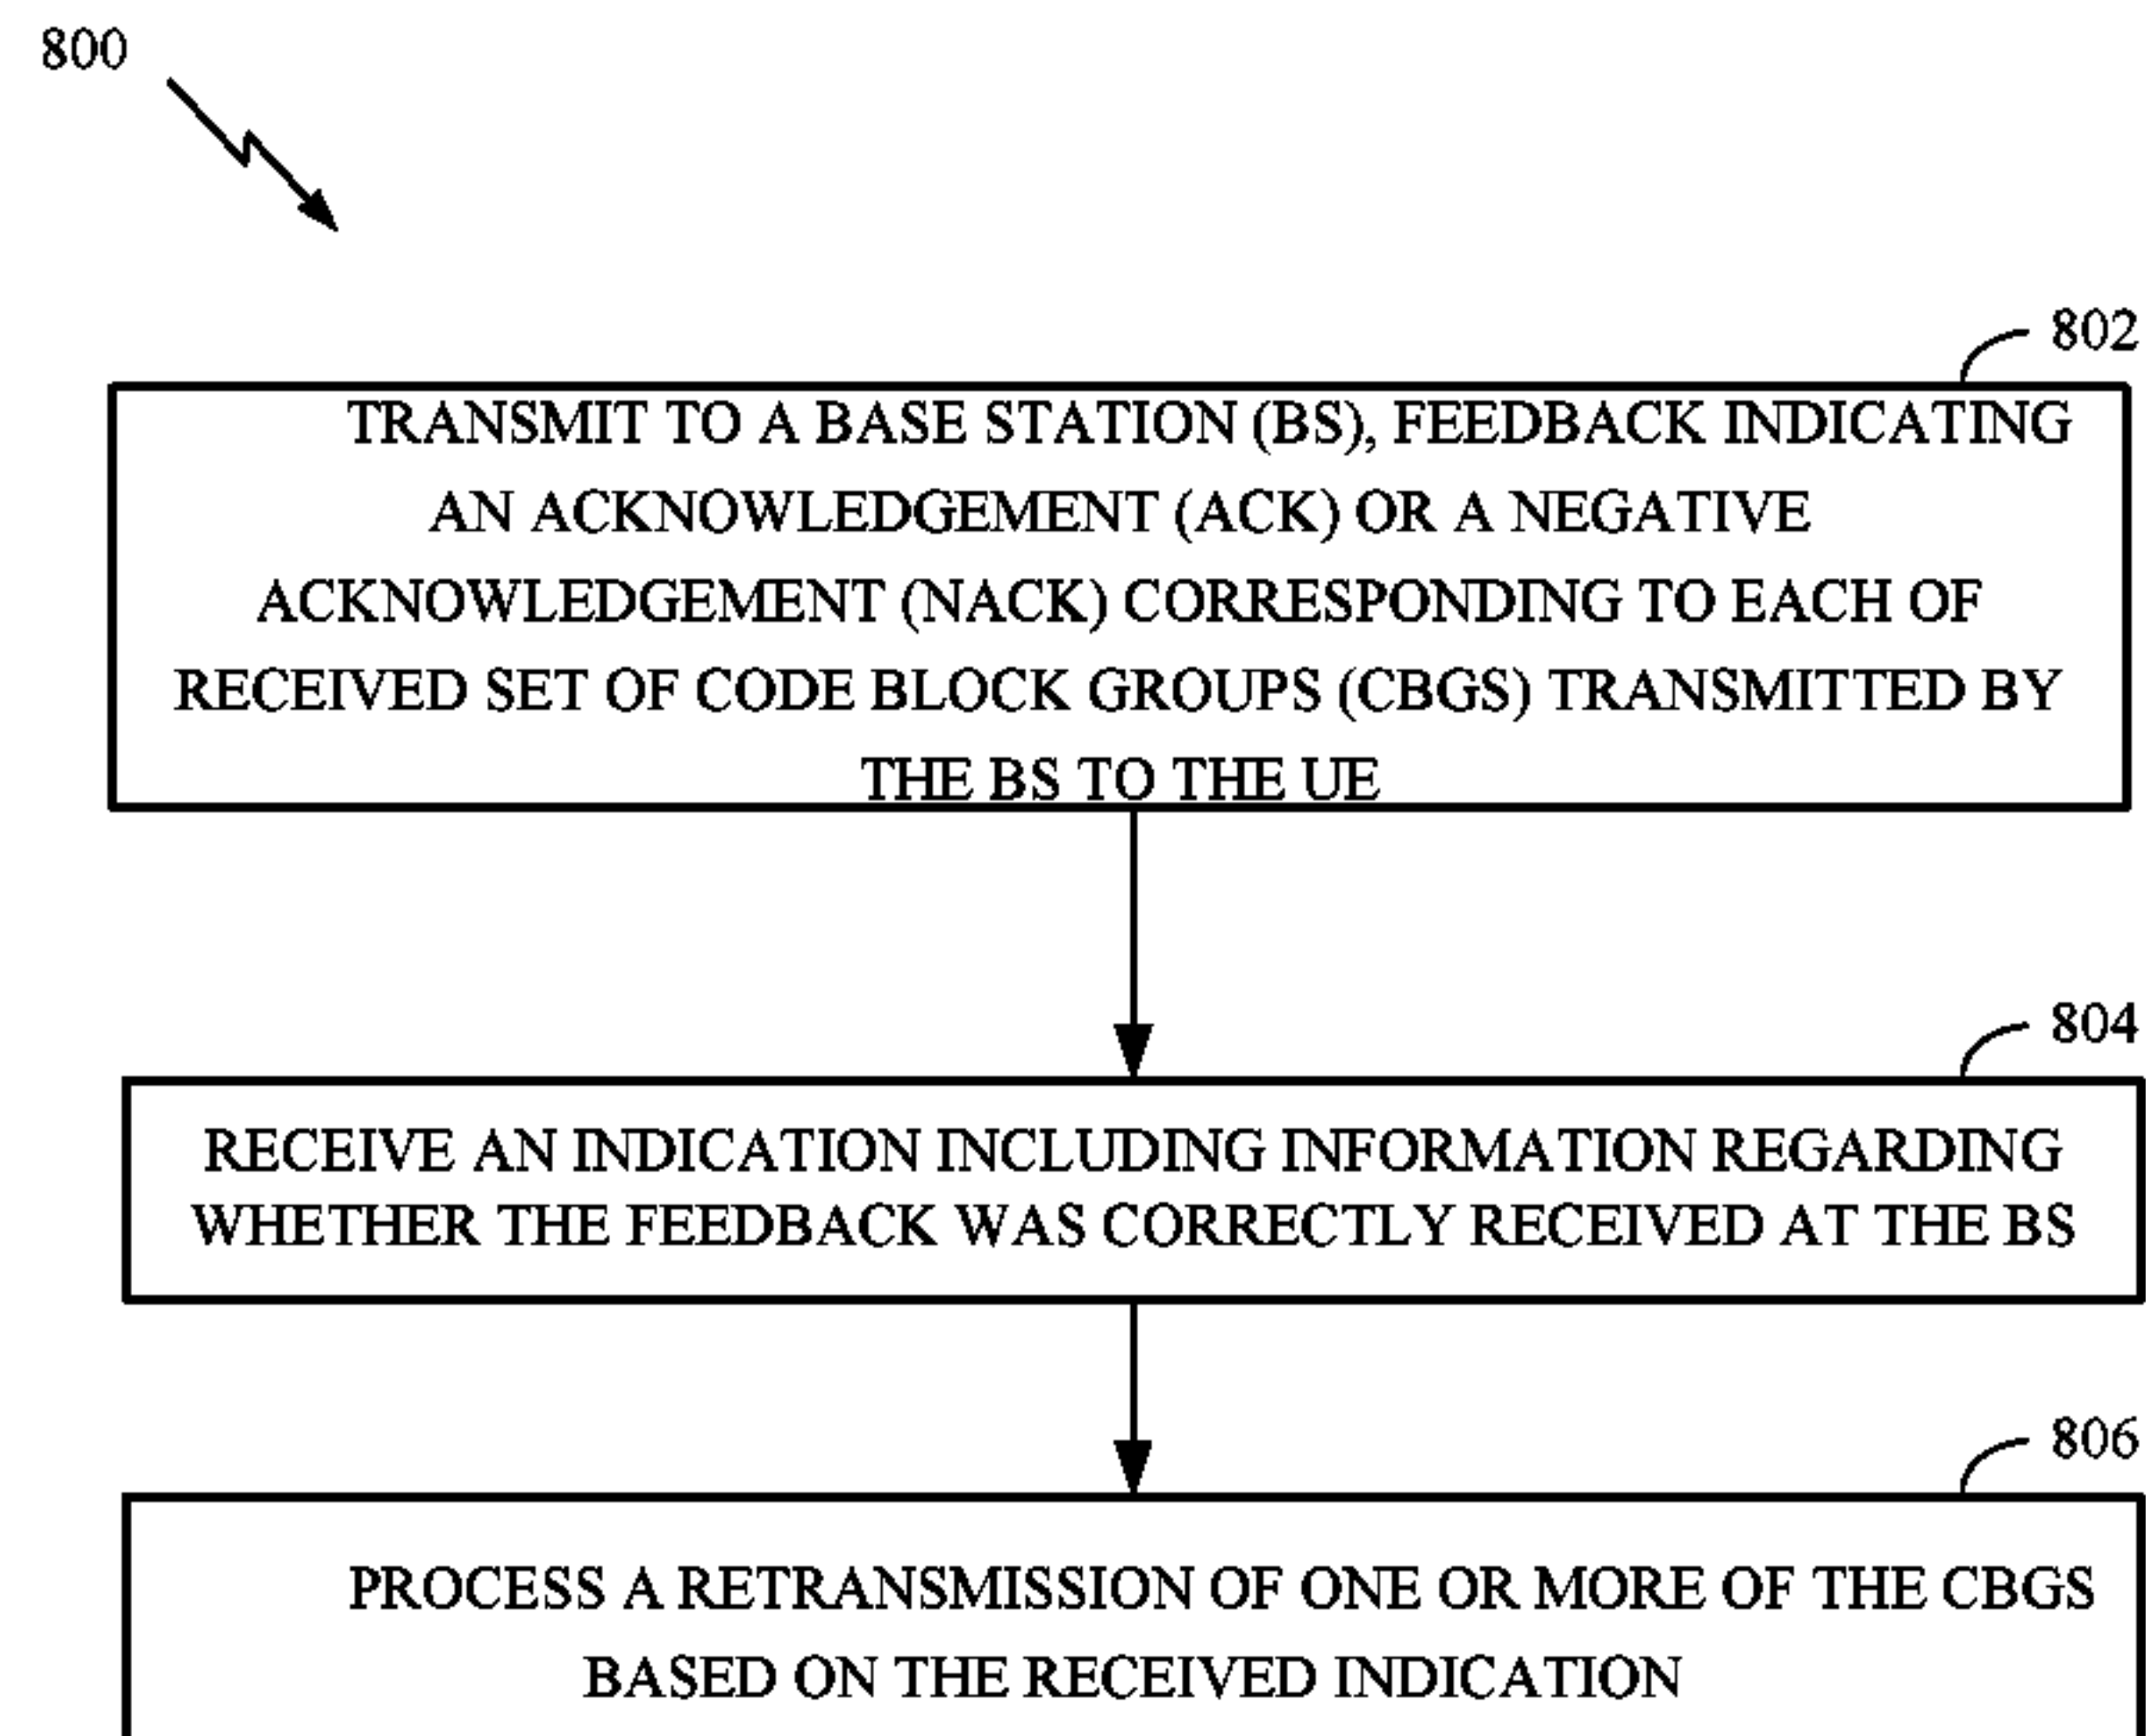 800
802
TRANSMIT TO A BASE STATION (BS), FEEDBACK INDICATING
AN ACKNOWLEDGEMENT (ACK) OR A NEGATIVE
ACKNOWLEDGEMENT (NACK) CORRESPONDING TO EACH OF
RECEIVED SET OF CODE BLOCK GROUPS (CBGS) TRANSMITTED BY
THE BS TO THE UE
804
RECEIVE AN INDICATION INCLUDING INFORMATION REGARDING
WHETHER THE FEEDBACK WAS CORRECTLY RECEIVED AT THE BS
806
PROCESS A RETRANSMISSION OF ONE OR MORE OF THE CBGS
BASED ON THE RECEIVED INDICATION